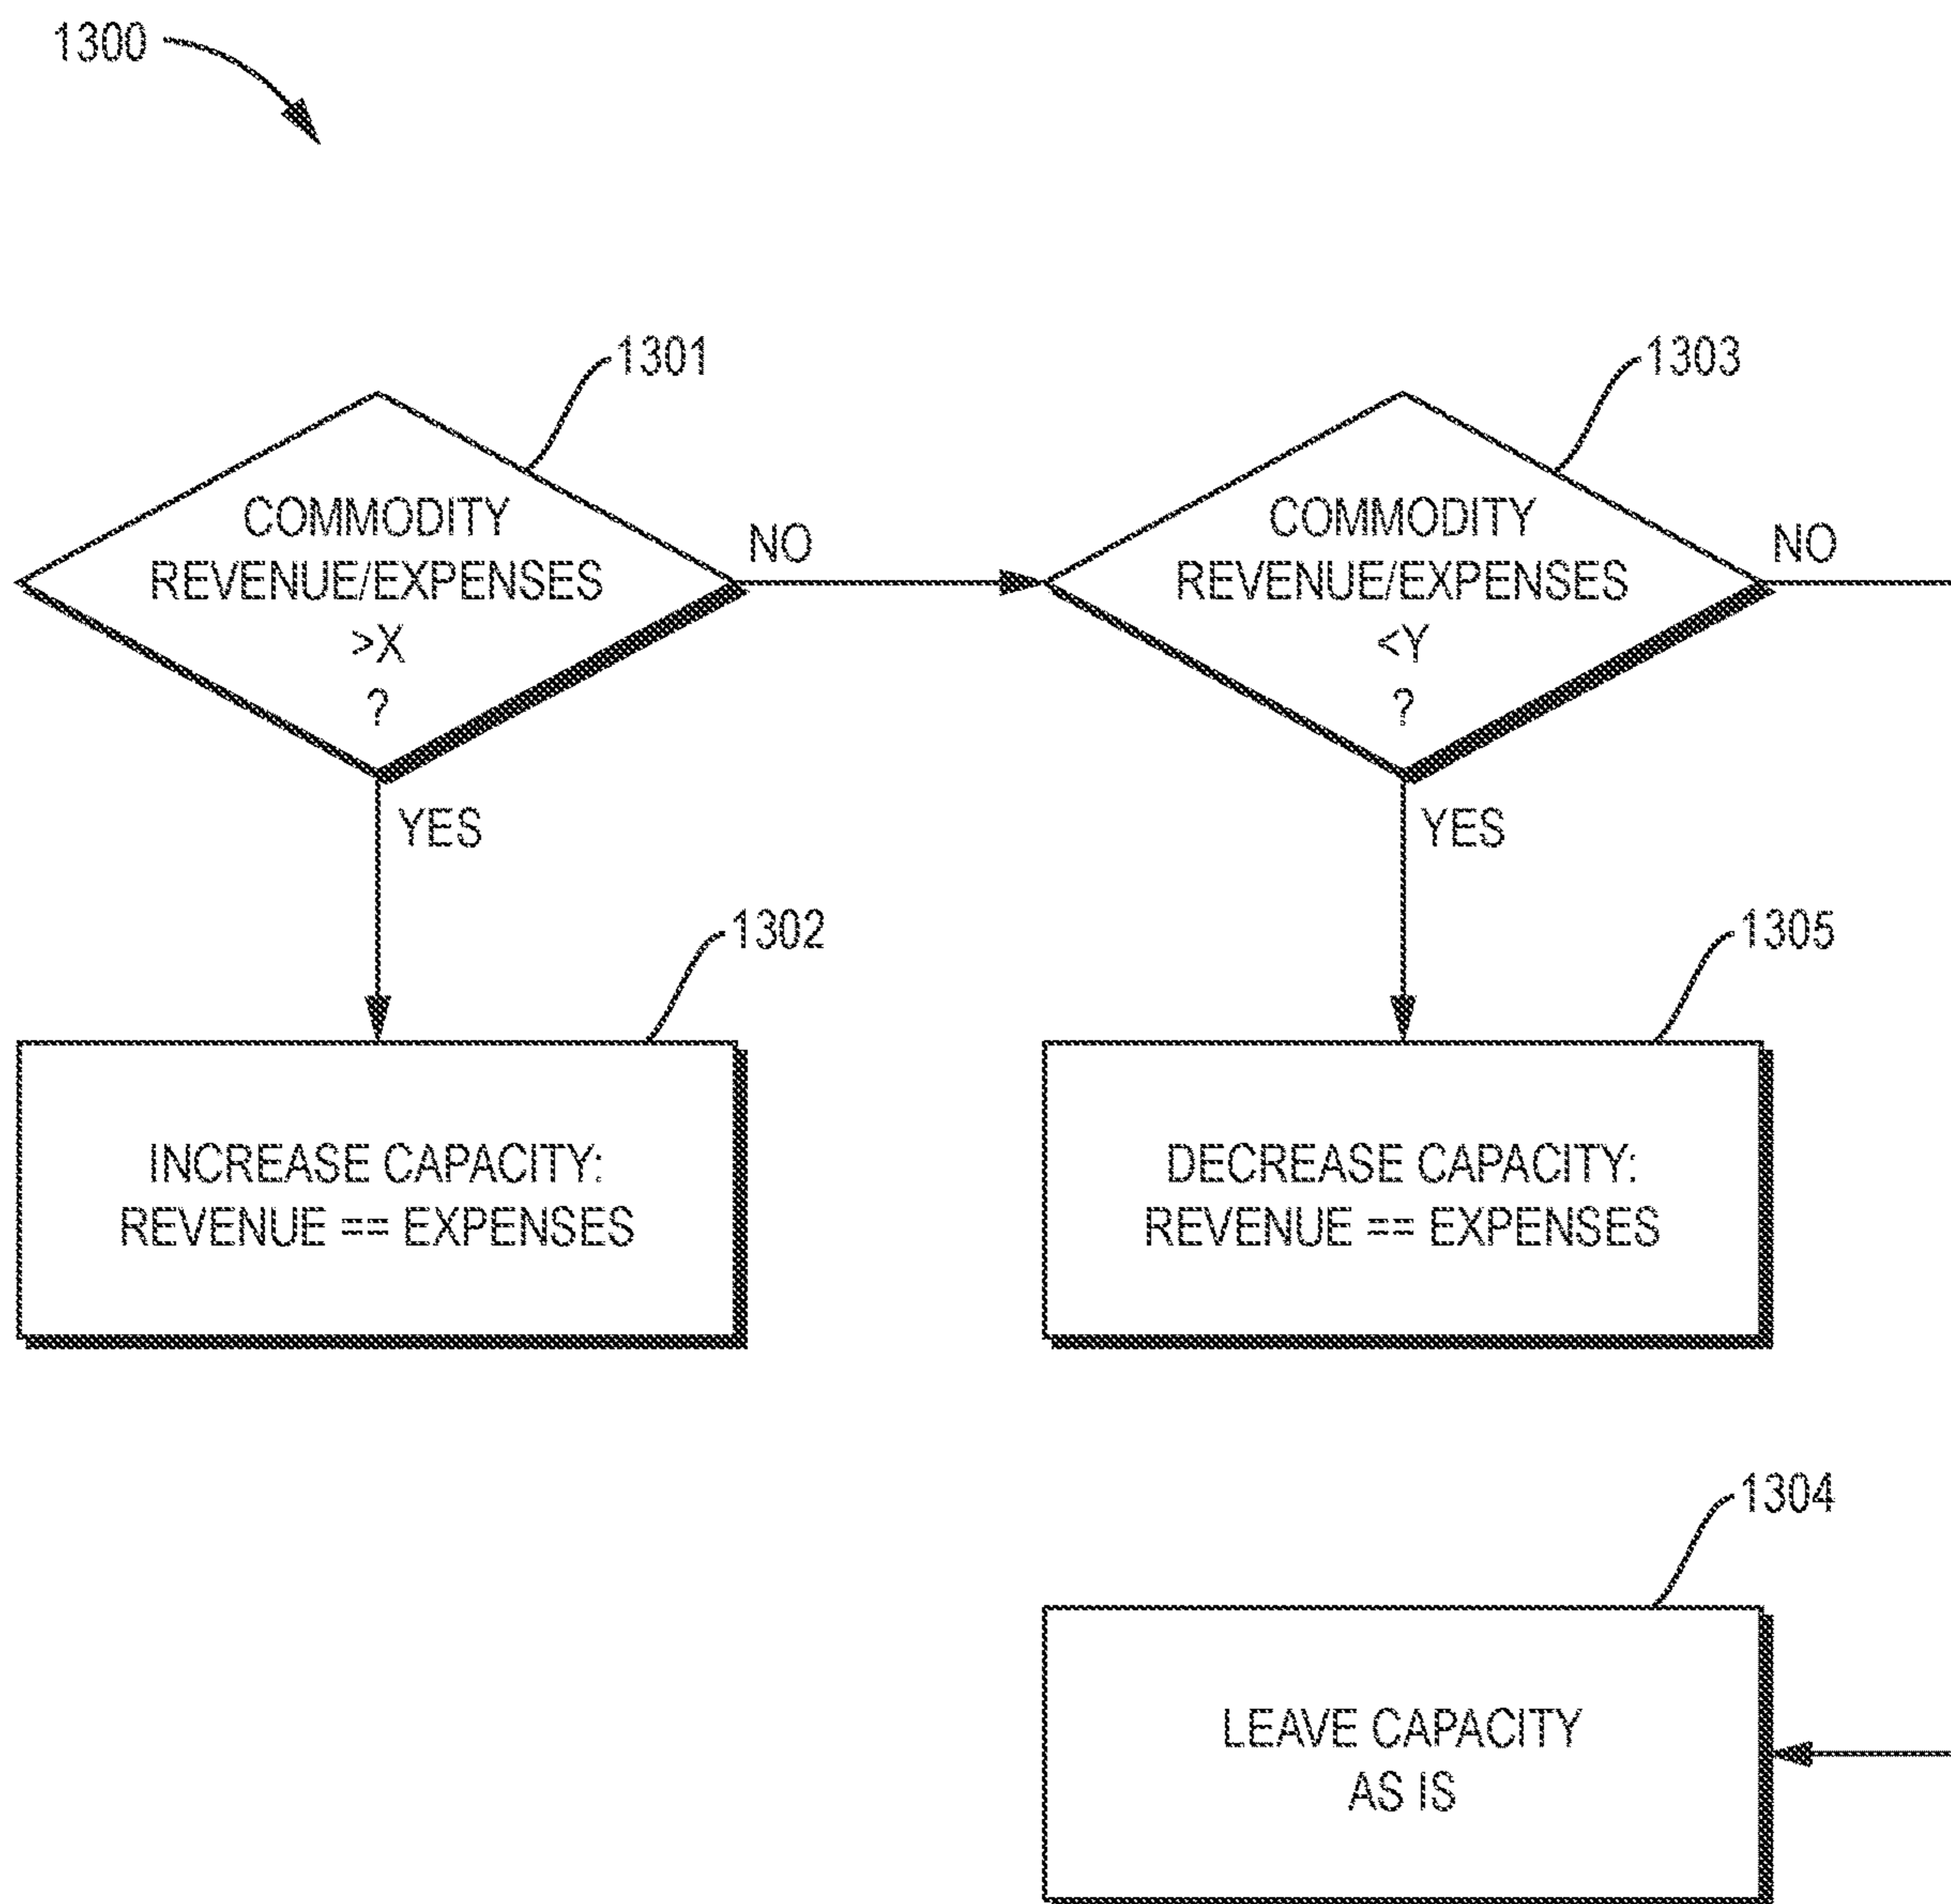 1300
1301
COMMODITY
REVENUE/EXPENSES
>X
?
NO
YES
1303
COMMODITY
REVENUE/EXPENSES
<Y
?
NO
YES
1302
INCREASE CAPACITY:
REVENUE == EXPENSES
1305
DECREASE CAPACITY:
REVENUE == EXPENSES
1304
LEAVE CAPACITY
AS IS